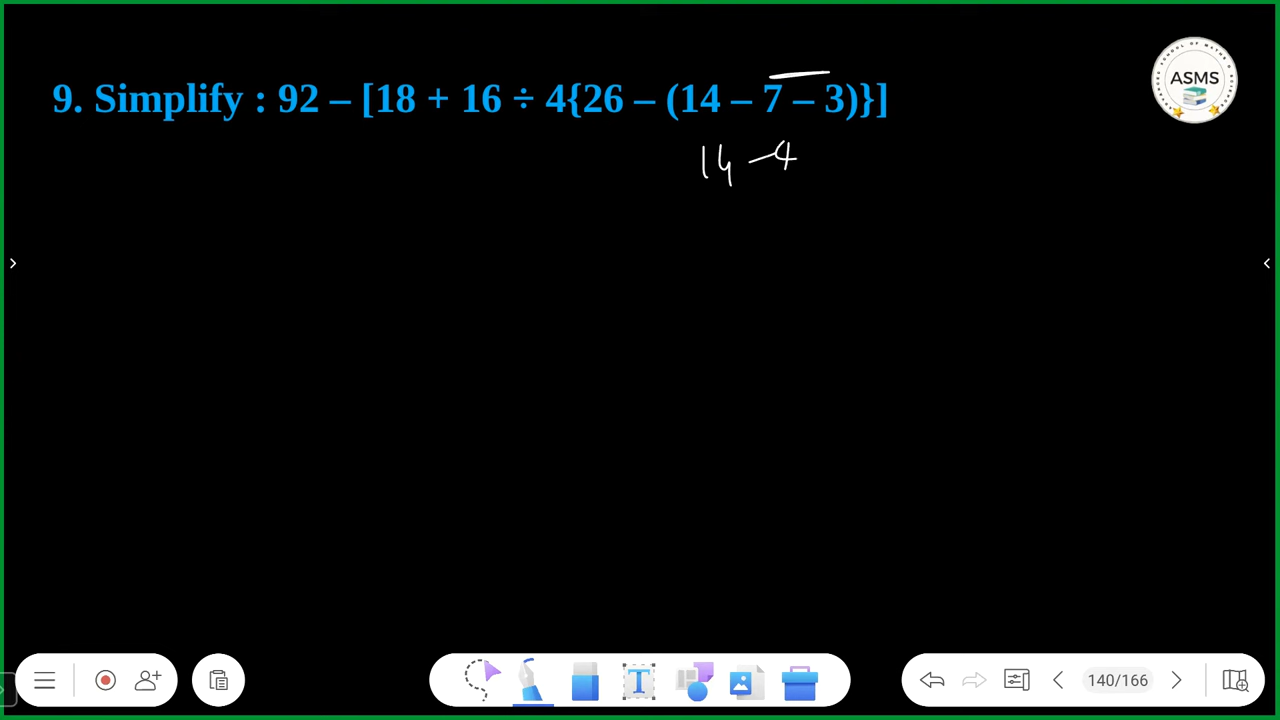 9. Simplify : 92 – [18 + 16 ÷ 4{26 – (14 – 7 – 3)}]
14 – 4
ASMS
140/166